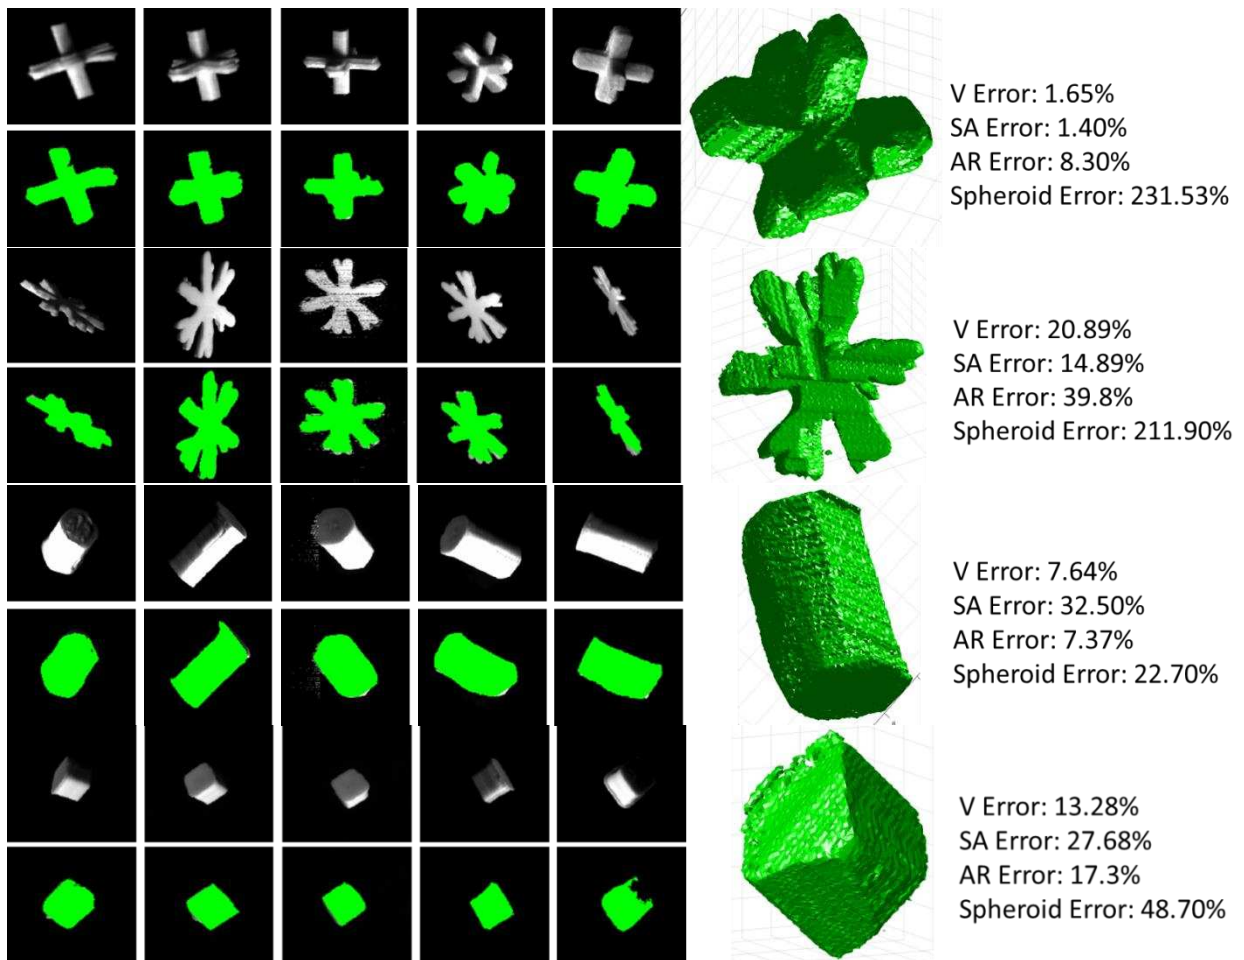 V Error: 1.65%
SA Error: 1.40%
AR Error: 8.30%
Spheroid Error: 231.53%
V Error: 20.89%
SA Error: 14.89%
AR Error: 39.8%
Spheroid Error: 211.90%
V Error: 7.64%
SA Error: 32.50%
AR Error: 7.37%
Spheroid Error: 22.70%
V Error: 13.28%
SA Error: 27.68%
AR Error: 17.3%
Spheroid Error: 48.70%